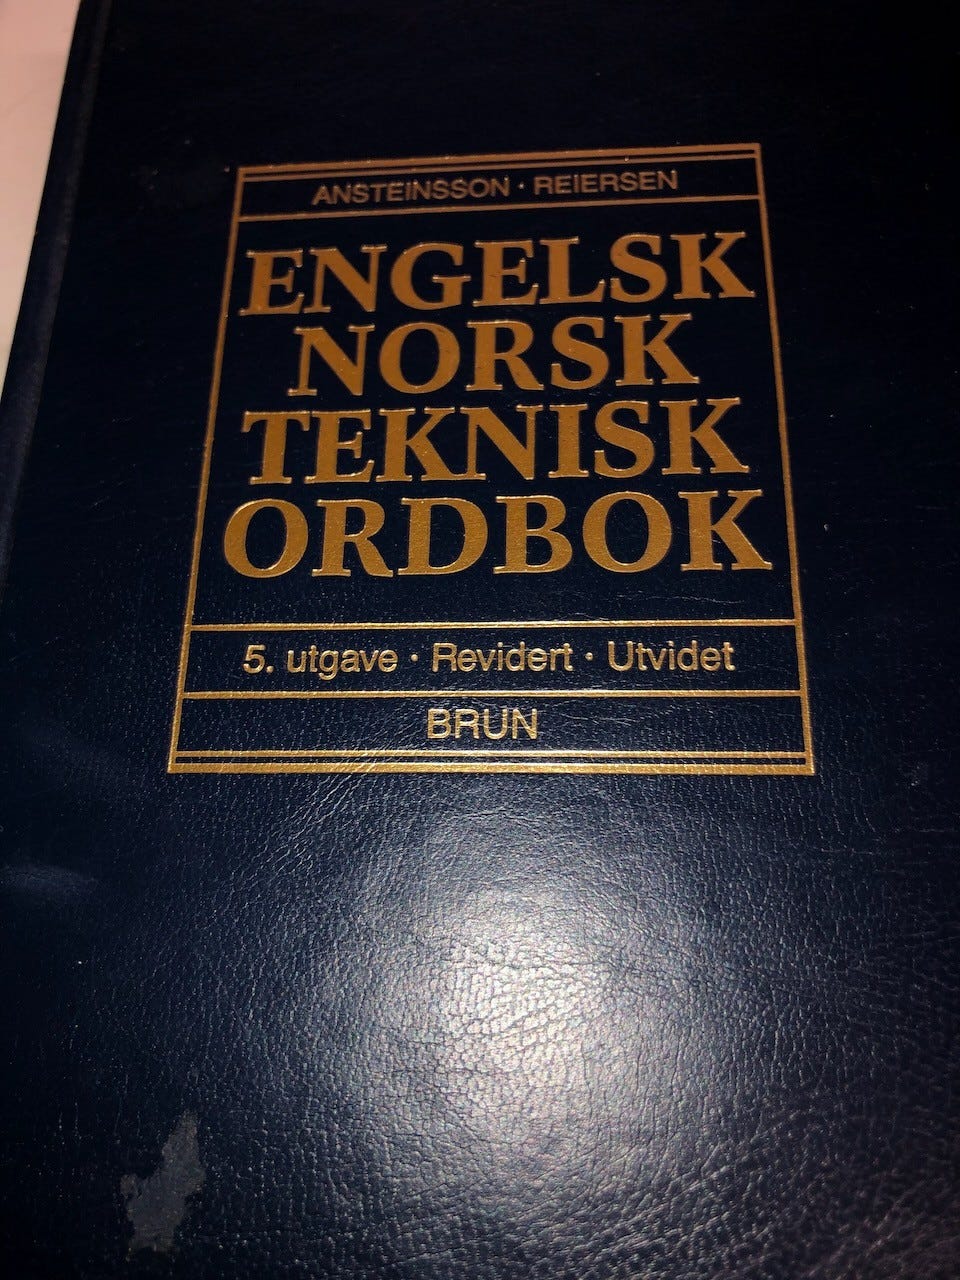 ANSTEINSSON · REIERSEN
ENGELSK
NORSK
TEKNISK
ORDBOK
5. utgave · Revidert · Utvidet
BRUN